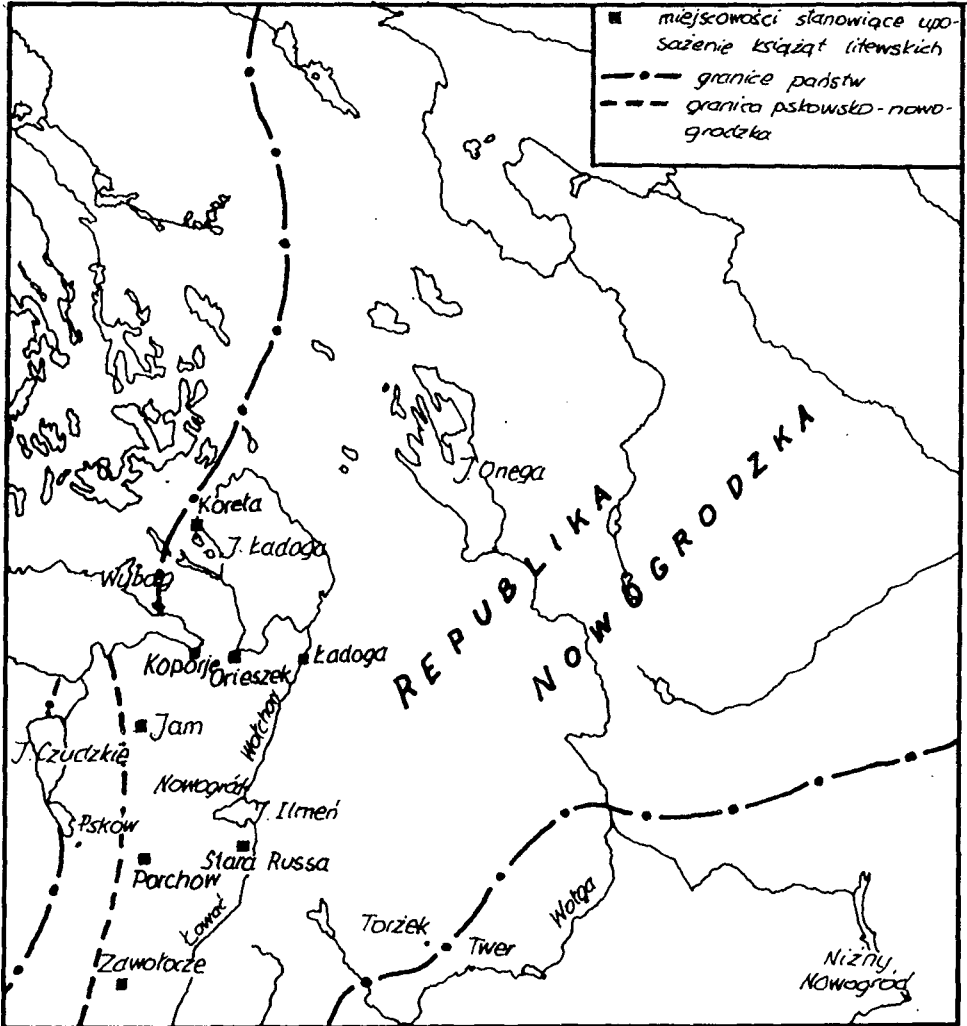 miejscowości stanowiące upo-
sażenie książąt litewskich
granice państw
granica pskowsko-nowo-
grodzka
J. Onega
REPUBLIKA
NOWOGRODZKA
Koreła
J. Ładoga
Wyborg
Koporje
Orieszek
Ładoga
Jam
Wołchow
J. Czudzkie
Nowogród
J. Ilmeń
Psków
Stara Russa
Porchow
Łować
Wołga
Torżek
Twer
Zawołocze
Niżny
Nowogród